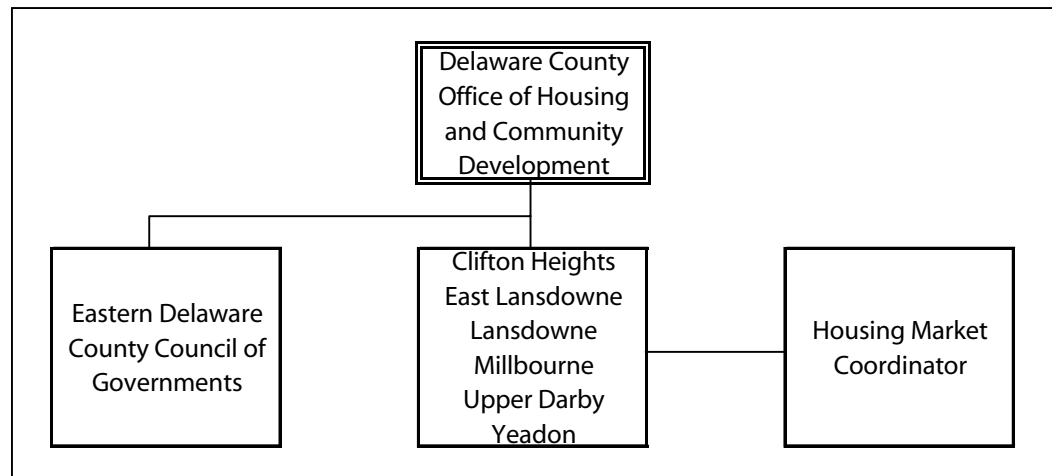 Delaware County
Office of Housing
and Community
Development
Eastern Delaware
County Council of
Governments
Clifton Heights
East Lansdowne
Lansdowne
Millbourne
Upper Darby
Yeadon
Housing Market
Coordinator